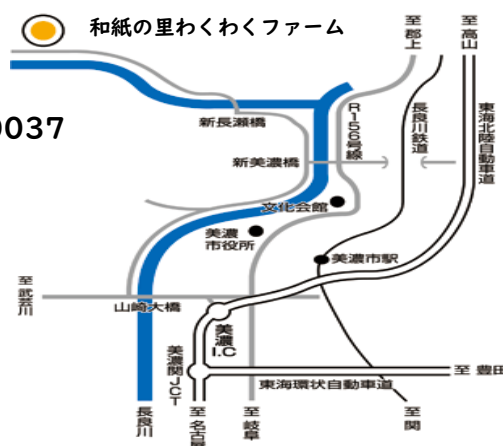 和紙の里わくわくファーム
0037
至郡上
至高山
新長瀬橋
R156号線
長良川鉄道
東海北陸自動車道
新美濃橋
文化会館
美濃
市役所
美濃市駅
至武芸川
山崎大橋
美濃
I.C
美濃関JCT
至 豊田
東海環状自動車道
長良川
至名古屋
至岐阜
至関